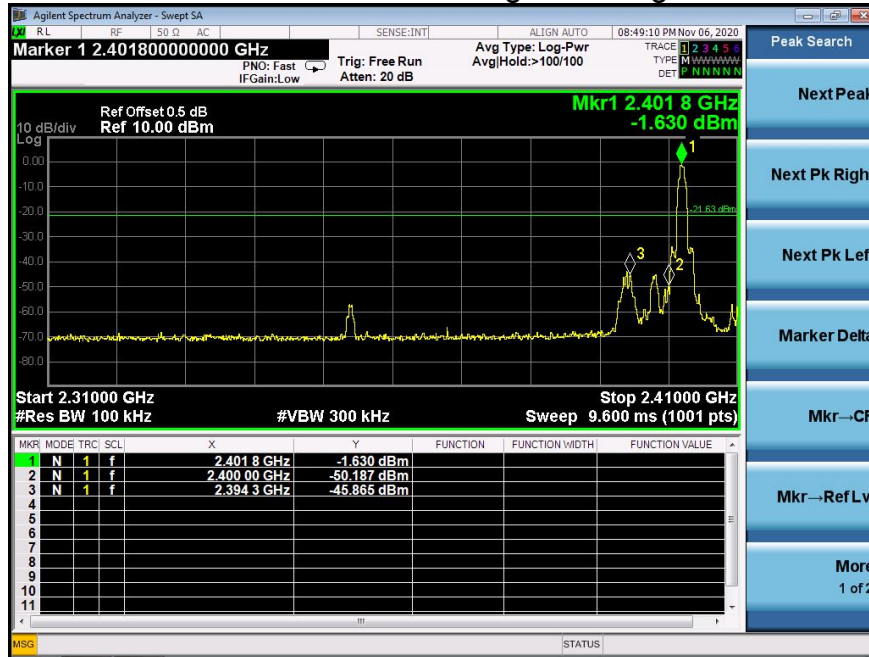 Agilent Spectrum Analyzer - Swept SA
LXI RL RF 50 Ω AC SENSE:INT ALIGN AUTO 08:49:10 PM Nov 06, 2020
Marker 1 2.401800000000 GHz
PNO: Fast
IFGain:Low
Trig: Free Run
Atten: 20 dB
Avg Type: Log-Pwr
Avg|Hold:>100/100
TRACE 1 2 3 4 5 6
TYPE M WWWWW
DET P N N N N N
Ref Offset 0.5 dB
10 dB/div Ref 10.00 dBm
Log
Mkr1 2.401 8 GHz
-1.630 dBm
0.00
-10.0
-20.0
-30.0
-40.0
-50.0
-60.0
-70.0
-80.0
1
-21.63 dBm
3
2
Start 2.31000 GHz Stop 2.41000 GHz
#Res BW 100 kHz #VBW 300 kHz Sweep 9.600 ms (1001 pts)
MKR MODE TRC SCL X Y FUNCTION FUNCTION WIDTH FUNCTION VALUE
1 N 1 f 2.401 8 GHz -1.630 dBm
2 N 1 f 2.400 00 GHz -50.187 dBm
3 N 1 f 2.394 3 GHz -45.865 dBm
4
5
6
7
8
9
10
11
MSG STATUS
Peak Search
Next Peak
Next Pk Righ
Next Pk Lef
Marker Delta
Mkr→CF
Mkr→Ref Lv
More
1 of 2